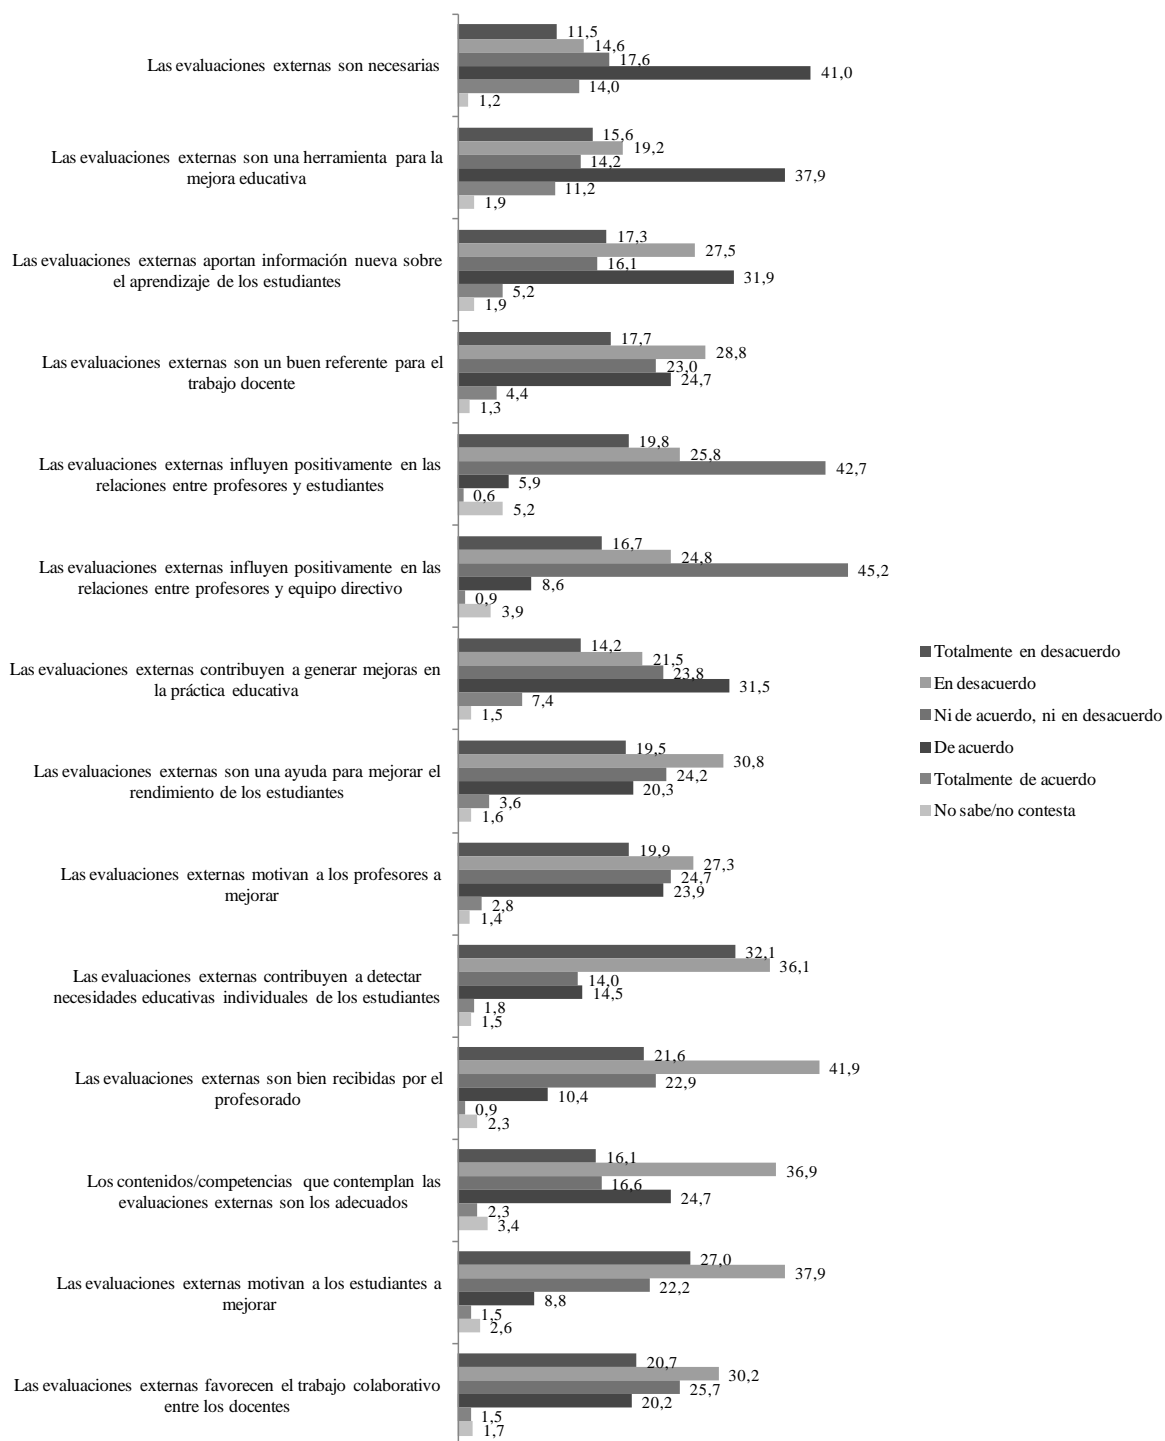 11,5
14,6
17,6
Las evaluaciones externas son necesarias
41,0
14,0
1,2
15,6
19,2
Las evaluaciones externas son una herramienta para la
mejora educativa
14,2
37,9
11,2
1,9
17,3
27,5
Las evaluaciones externas aportan información nueva sobre
el aprendizaje de los estudiantes
16,1
31,9
5,2
1,9
17,7
28,8
Las evaluaciones externas son un buen referente para el
trabajo docente
23,0
24,7
4,4
1,3
19,8
25,8
Las evaluaciones externas influyen positivamente en las
relaciones entre profesores y estudiantes
42,7
5,9
0,6
5,2
16,7
24,8
Las evaluaciones externas influyen positivamente en las
relaciones entre profesores y equipo directivo
45,2
8,6
0,9
3,9
14,2
21,5
Las evaluaciones externas contribuyen a generar mejoras en
la práctica educativa
23,8
31,5
7,4
1,5
19,5
30,8
Las evaluaciones externas son una ayuda para mejorar el
rendimiento de los estudiantes
24,2
20,3
3,6
1,6
19,9
27,3
Las evaluaciones externas motivan a los profesores a
mejorar
24,7
23,9
2,8
1,4
32,1
36,1
Las evaluaciones externas contribuyen a detectar
necesidades educativas individuales de los estudiantes
14,0
14,5
1,8
1,5
21,6
41,9
Las evaluaciones externas son bien recibidas por el
profesorado
22,9
10,4
0,9
2,3
16,1
36,9
Los contenidos/competencias que contemplan las
evaluaciones externas son los adecuados
16,6
24,7
2,3
3,4
27,0
37,9
Las evaluaciones externas motivan a los estudiantes a
mejorar
22,2
8,8
1,5
2,6
20,7
30,2
Las evaluaciones externas favorecen el trabajo colaborativo
entre los docentes
25,7
20,2
1,5
1,7
Totalmente en desacuerdo
En desacuerdo
Ni de acuerdo, ni en desacuerdo
De acuerdo
Totalmente de acuerdo
No sabe/no contesta